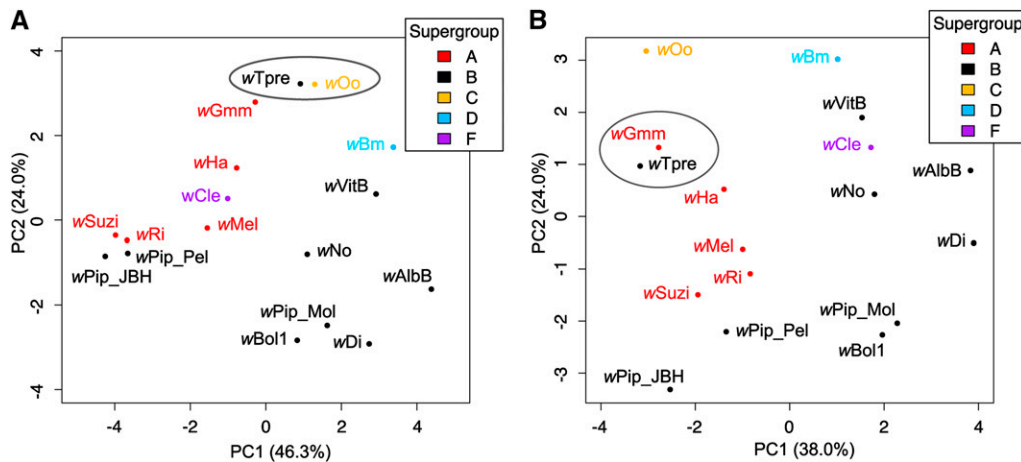 A
Supergroup
A
B
C
D
F
wTpre
wOo
wGmm
wBm
wHa
wVitB
wCle
wSuzi
wRi
wMel
wPip_Pel
wPip_JBH
wNo
wAlbB
wPip_Mol
wBol1
wDi
PC2 (24.0%)
4
2
0
-2
-4
-4
-2
0
2
4
PC1 (46.3%)
B
Supergroup
A
B
C
D
F
wOo
wBm
wVitB
wGmm
wCle
wTpre
wAlbB
wHa
wNo
wMel
wDi
wRi
wSuzi
wPip_Mol
wPip_Pel
wBol1
wPip_JBH
PC2 (24.0%)
3
2
1
0
-1
-2
-3
-4
-2
0
2
4
PC1 (38.0%)